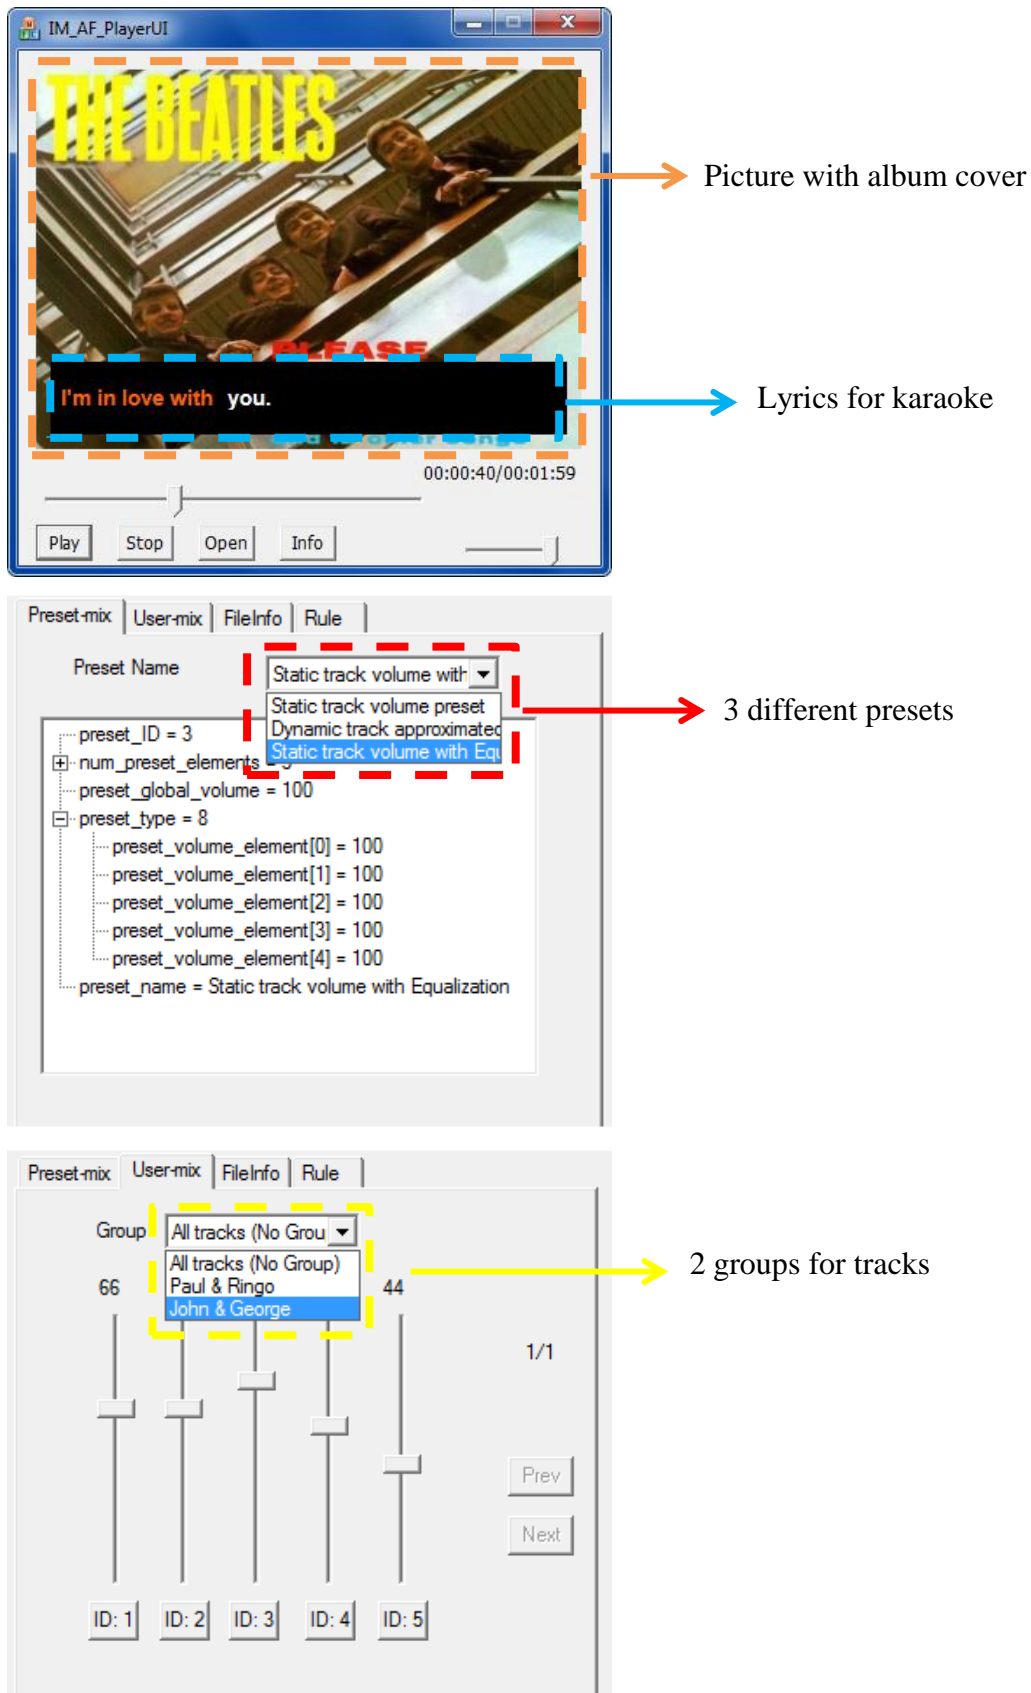 IM_AF_PlayerUI
THE BEATLES
Picture with album cover
PLEASE
I'm in love with you.
Lyrics for karaoke
00:00:40/00:01:59
Play Stop Open Info
Preset-mix User-mix FileInfo Rule
Preset Name
Static track volume with
Static track volume preset
3 different presets
Dynamic track approximated
Static track volume with Equ
preset_ID = 3
num_preset_elements =
preset_global_volume = 100
preset_type = 8
preset_volume_element[0] = 100
preset_volume_element[1] = 100
preset_volume_element[2] = 100
preset_volume_element[3] = 100
preset_volume_element[4] = 100
preset_name = Static track volume with Equalization
Preset-mix User-mix FileInfo Rule
Group All tracks (No Grou
All tracks (No Group)
2 groups for tracks
66 Paul & Ringo 44
John & George
1/1
Prev
Next
ID: 1 ID: 2 ID: 3 ID: 4 ID: 5